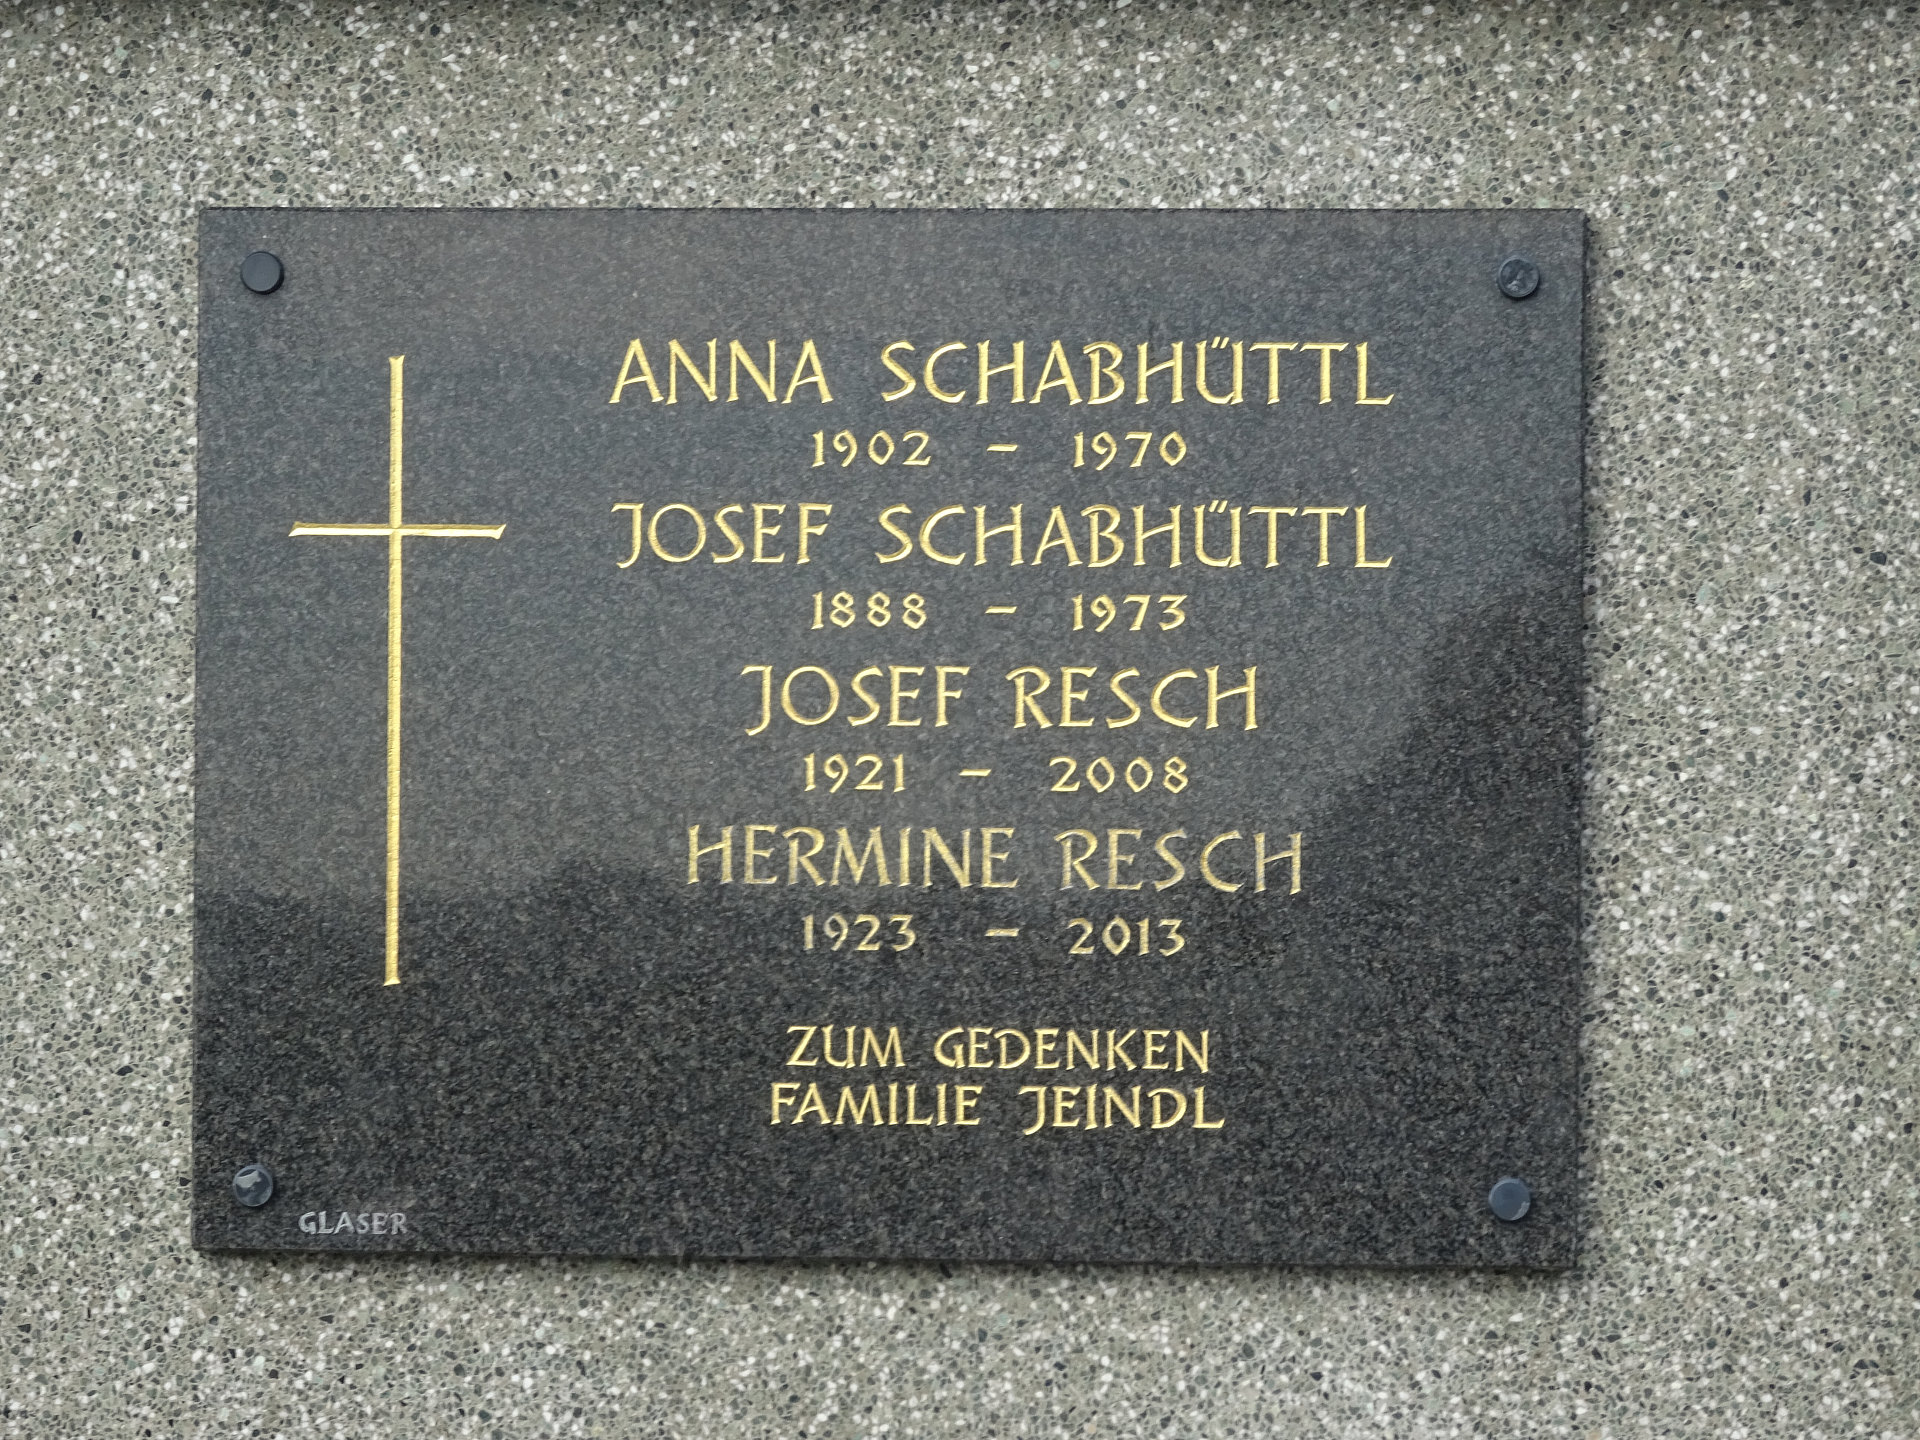 ANNA SCHABHÜTTL
1902 – 1970
JOSEF SCHABHÜTTL
1888 – 1973
JOSEF RESCH
1921 – 2008
HERMINE RESCH
1923 – 2013
ZUM GEDENKEN
FAMILIE JEINDL
GLASER